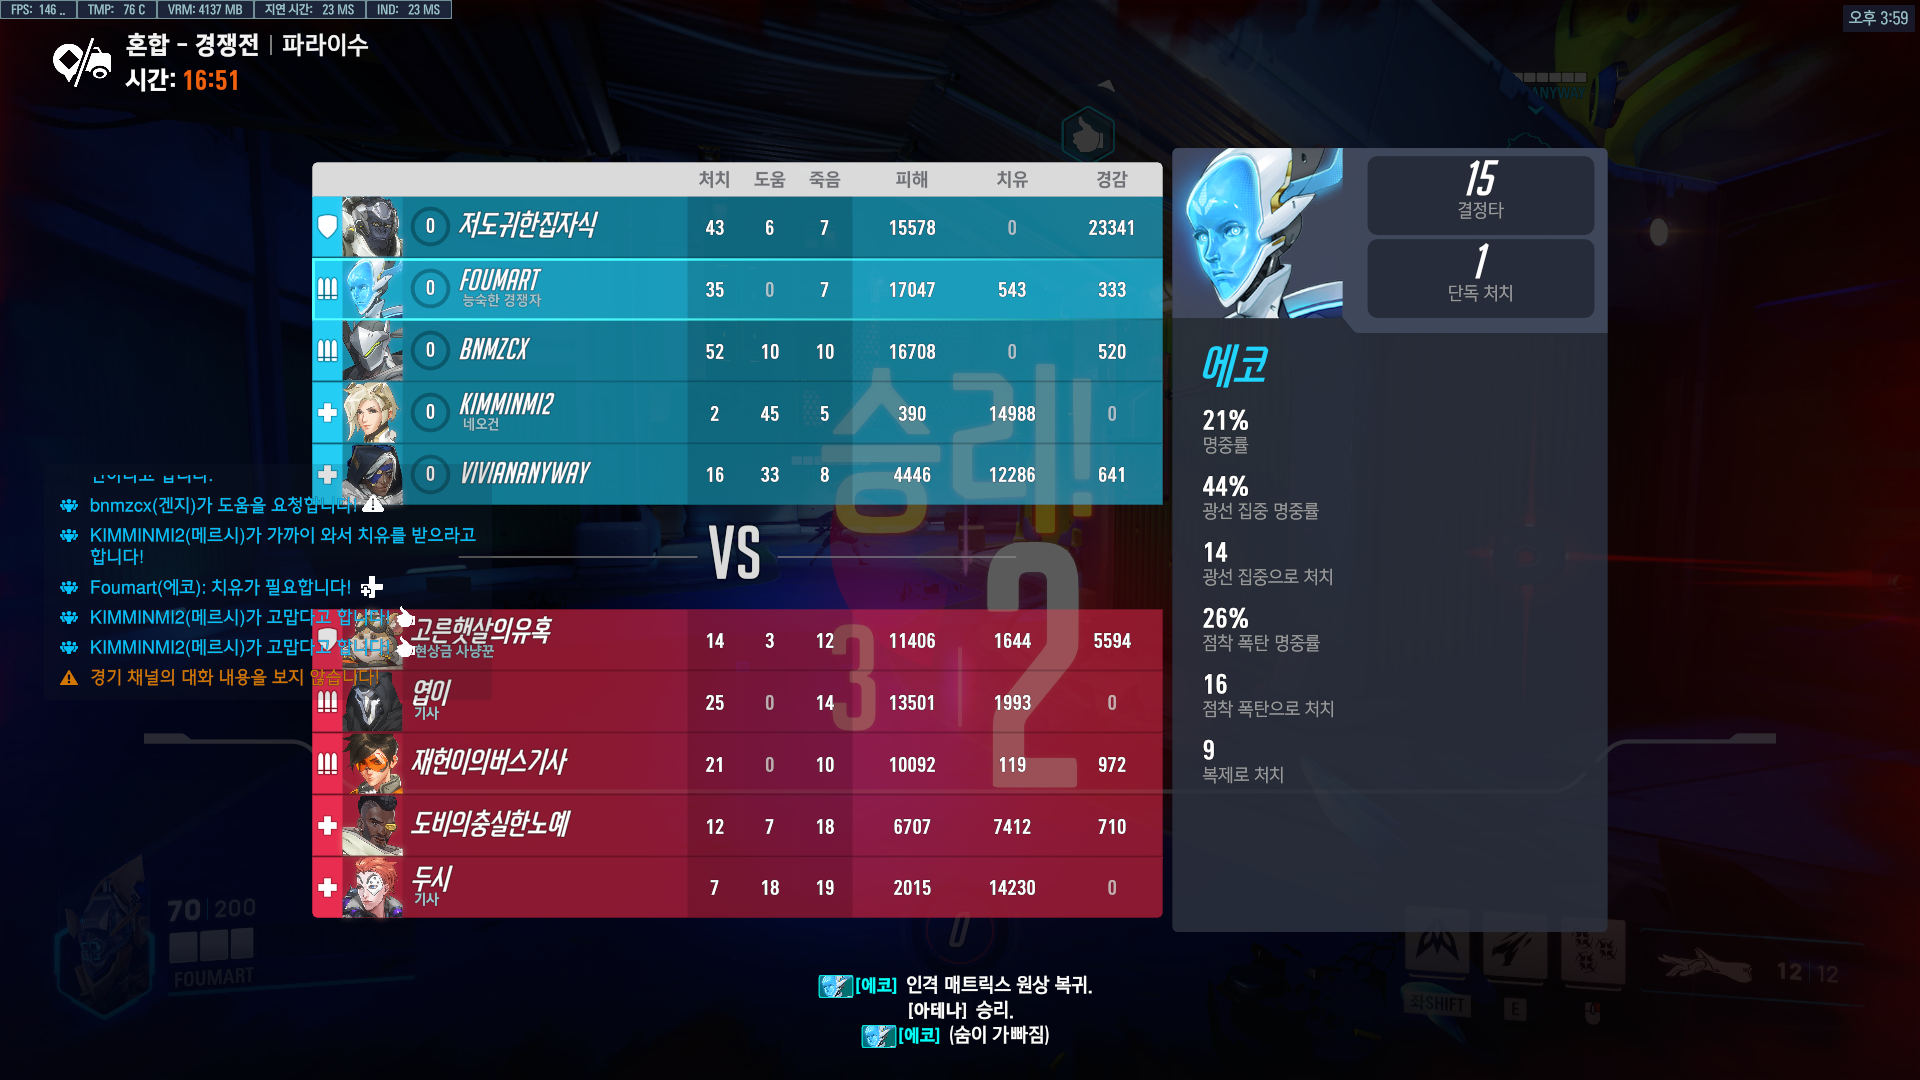 FPS: 146 .. TMP: 76 C VRM: 4137 MB 지연 시간: 23 MS IND: 23 MS
오후 3:59
혼합 - 경쟁전 | 파라이수
시간: 16:51
ANYWAY
처치 도움 죽음 피해 치유 경감
0 저도귀한집자식 43 6 7 15578 0 23341
0 FOUMART 35 0 7 17047 543 333
능숙한 경쟁자
0 BNMZCX 52 10 10 16708 0 520
0 KIMMINMI2 2 45 5 390 14988 0
네오건
0 VIVIANANYWAY 16 33 8 4446 12286 641
승리!
VS
3 | 2
고른햇살의유혹 14 3 12 11406 1644 5594
현상금 사냥꾼
엽이 25 0 14 13501 1993 0
기사
재헌이의버스기사 21 0 10 10092 119 972
도비의충실한노예 12 7 18 6707 7412 710
두시 7 18 19 2015 14230 0
기사
bnmzcx(겐지)가 도움을 요청합니다!
KIMMINMI2(메르시)가 가까이 와서 치유를 받으라고
합니다!
Foumart(에코): 치유가 필요합니다!
KIMMINMI2(메르시)가 고맙다고 합니다!
KIMMINMI2(메르시)가 고맙다고 합니다!
경기 채널의 대화 내용을 보지 않습니다!
15
결정타
1
단독 처치
에코
21%
명중률
44%
광선 집중 명중률
14
광선 집중으로 처치
26%
점착 폭탄 명중률
16
점착 폭탄으로 처치
9
복제로 처치
70 | 200
FOUMART
0
좌SHIFT
E
12 | 12
[에코] 인격 매트릭스 원상 복귀.
[아테나] 승리.
[에코] (숨이 가빠짐)